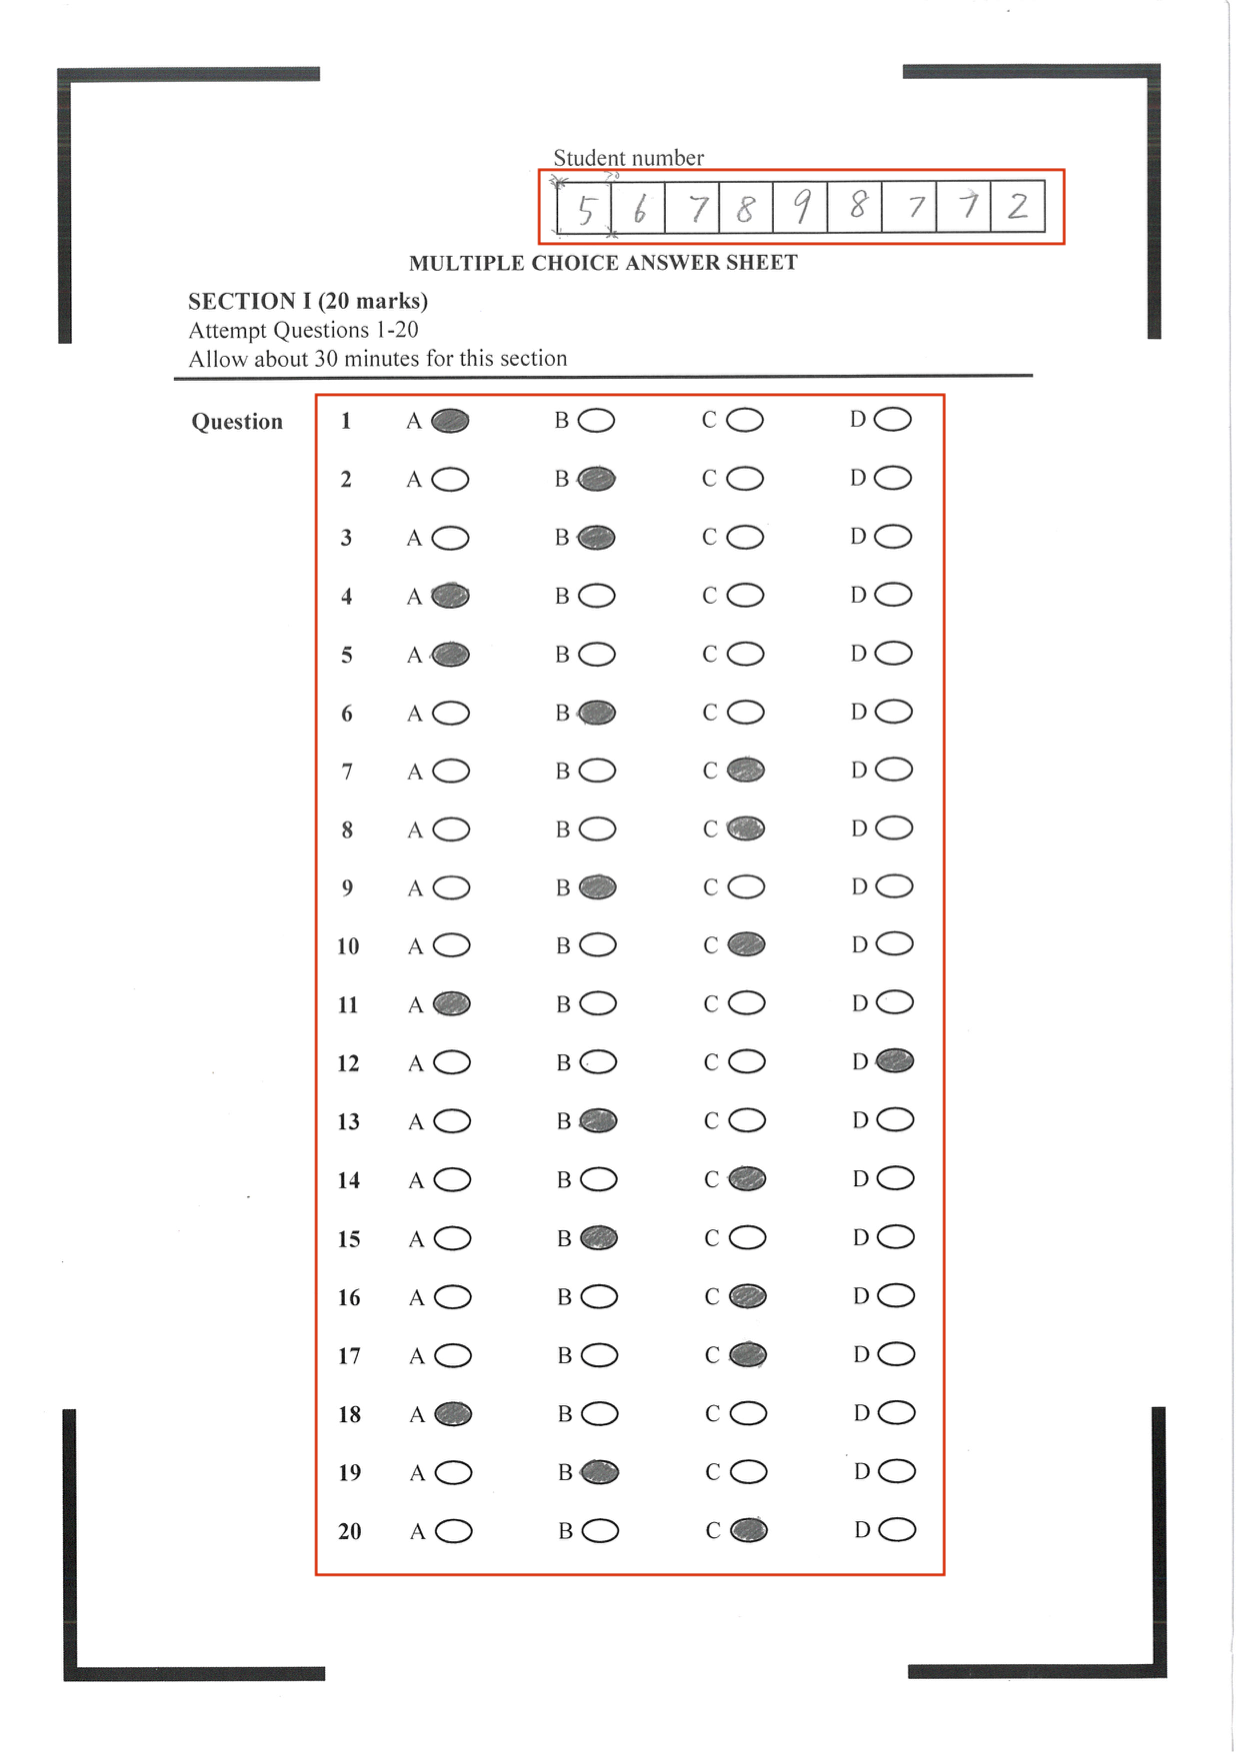 Student number
5 6 7 8 9 8 7 7 2
MULTIPLE CHOICE ANSWER SHEET
SECTION I (20 marks)
Attempt Questions 1-20
Allow about 30 minutes for this section
Question 1 A B C D
2 A B C D
3 A B C D
4 A B C D
5 A B C D
6 A B C D
7 A B C D
8 A B C D
9 A B C D
10 A B C D
11 A B C D
12 A B C D
13 A B C D
14 A B C D
15 A B C D
16 A B C D
17 A B C D
18 A B C D
19 A B C D
20 A B C D